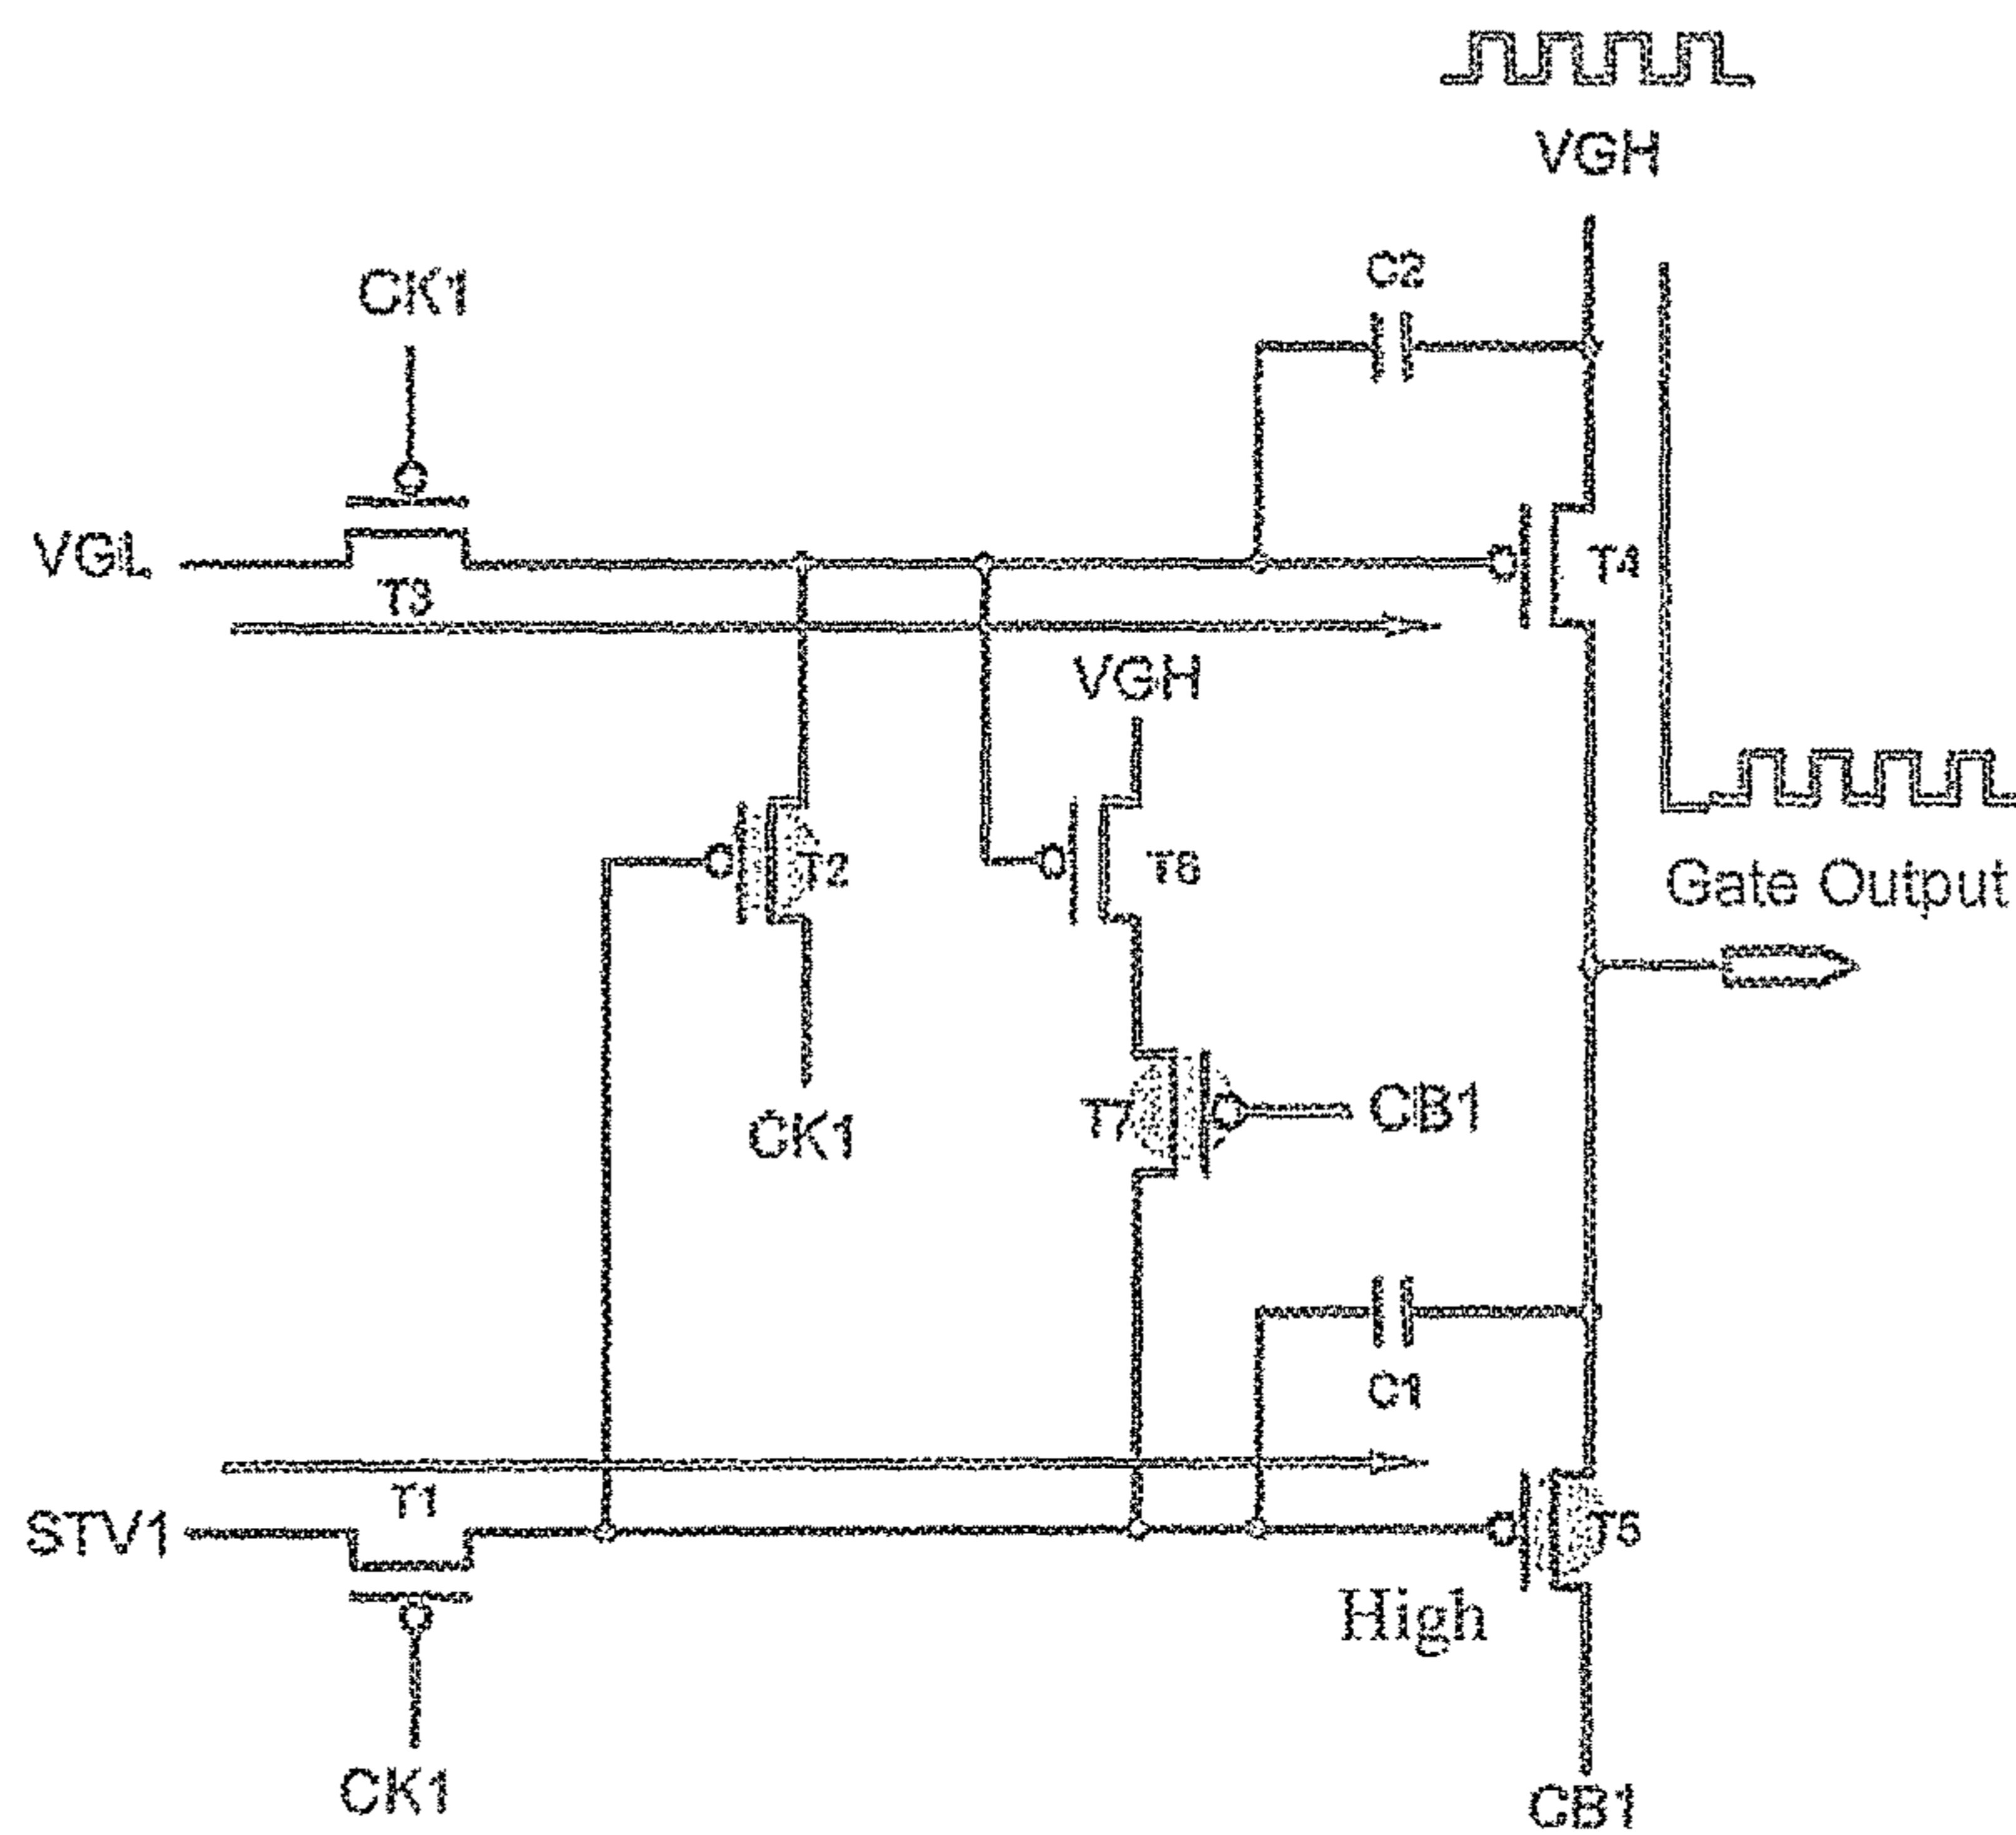 VGH
C2
CK1
VGL
T3
T4
VGH
T2
T6
Gate Output
CK1
T7
CB1
C1
T1
STV1
T5
High
CK1
CB1